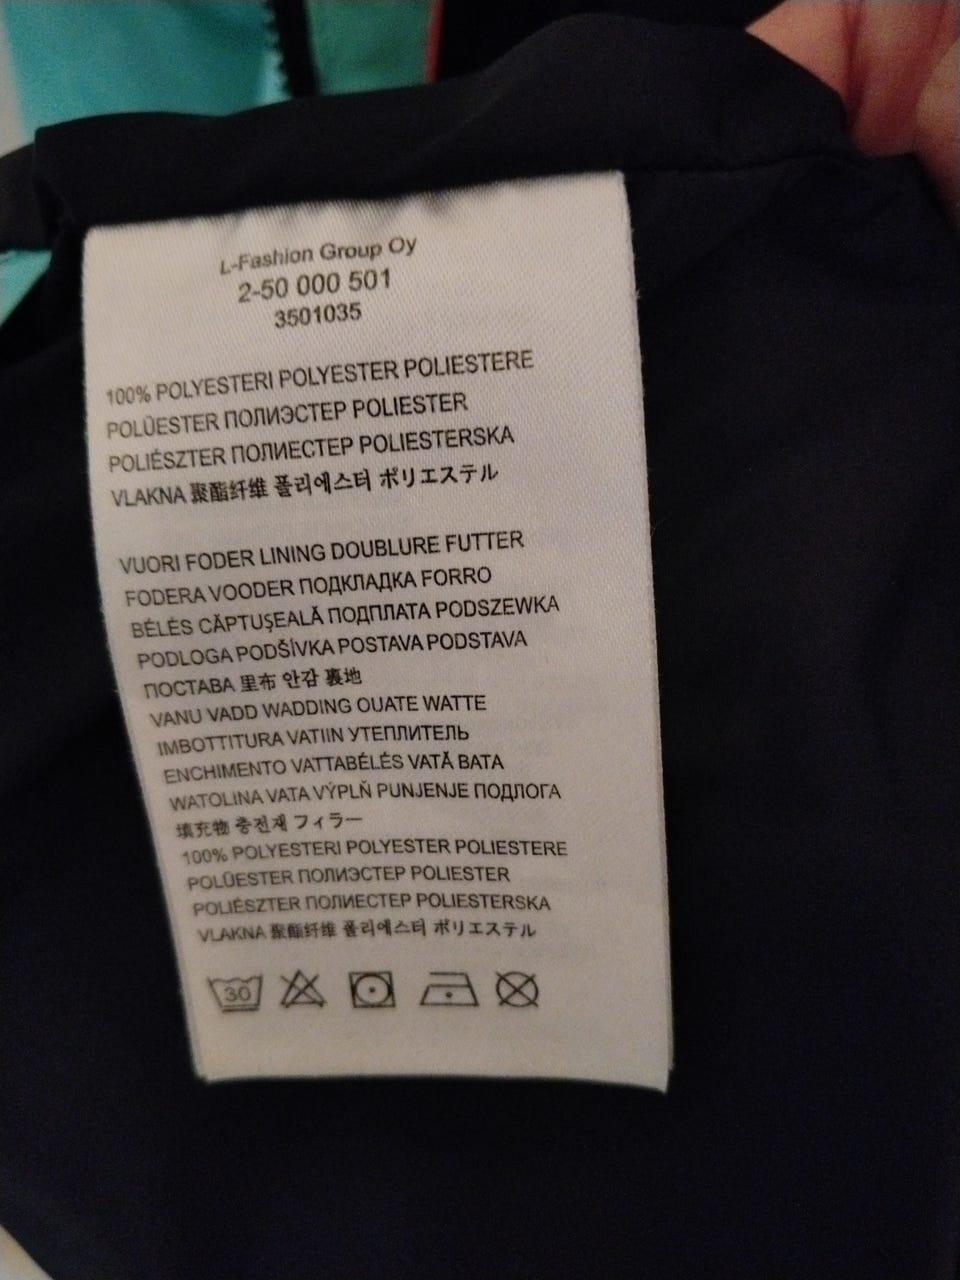 L-Fashion Group Oy
2-50 000 501
3501035
100% POLYESTERI POLYESTER POLIESTERE
POLÜESTER ПОЛИЭСТЕР POLIESTER
POLIÉSZTER ПОЛИЕСТЕР POLIESTERSKA
VLAKNA 聚酯纤维 폴리에스터 ポリエステル
VUORI FODER LINING DOUBLURE FUTTER
FODERA VOODER ПОДКЛАДКА FORRO
BÉLÉS CĂPTUŞEALĂ ПОДПЛАТА PODSZEWKA
PODLOGA PODŠÍVKA POSTAVA PODSTAVA
ПОСТАВА 里布 안감 裏地
VANU VADD WADDING OUATE WATTE
IMBOTTITURA VATIIN УТЕПЛИТЕЛЬ
ENCHIMENTO VATTABÉLÉS VATĂ BATA
WATOLINA VATA VÝPLŇ PUNJENJE ПОДЛОГА
填充物 충전재 フィラー
100% POLYESTERI POLYESTER POLIESTERE
POLÜESTER ПОЛИЭСТЕР POLIESTER
POLIÉSZTER ПОЛИЕСТЕР POLIESTERSKA
VLAKNA 聚酯纤维 폴리에스터 ポリエステル
30